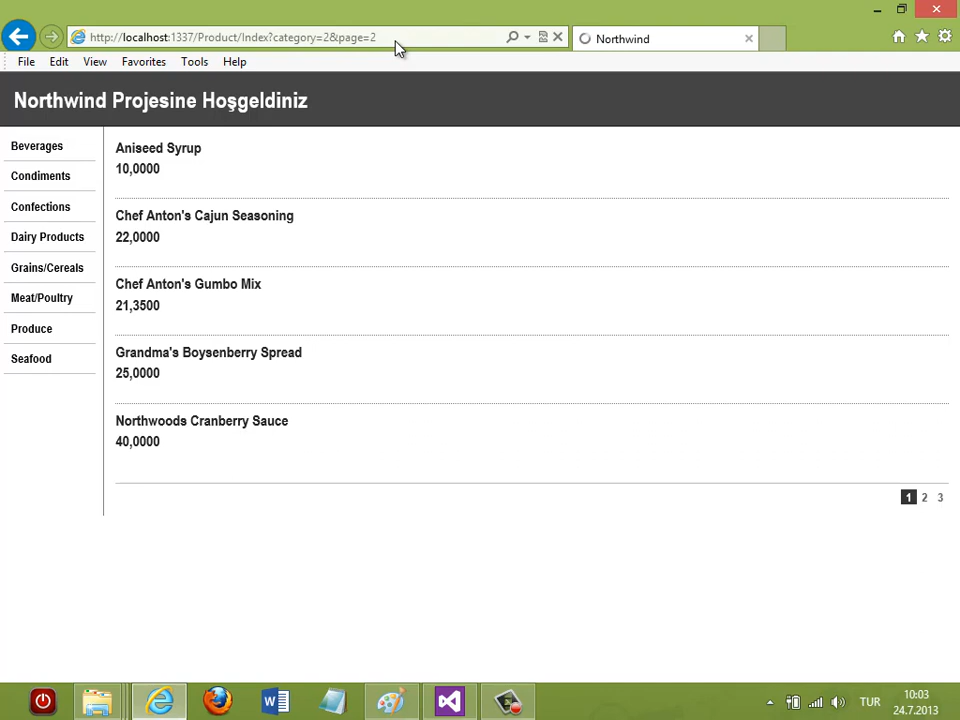 http://localhost:1337/Product/Index?category=2&page=2
Northwind
File Edit View Favorites Tools Help
Northwind Projesine Hoşgeldiniz
Beverages
Condiments
Confections
Dairy Products
Grains/Cereals
Meat/Poultry
Produce
Seafood
Aniseed Syrup
10,0000
Chef Anton's Cajun Seasoning
22,0000
Chef Anton's Gumbo Mix
21,3500
Grandma's Boysenberry Spread
25,0000
Northwoods Cranberry Sauce
40,0000
1 2 3
TUR
10:03
24.7.2013